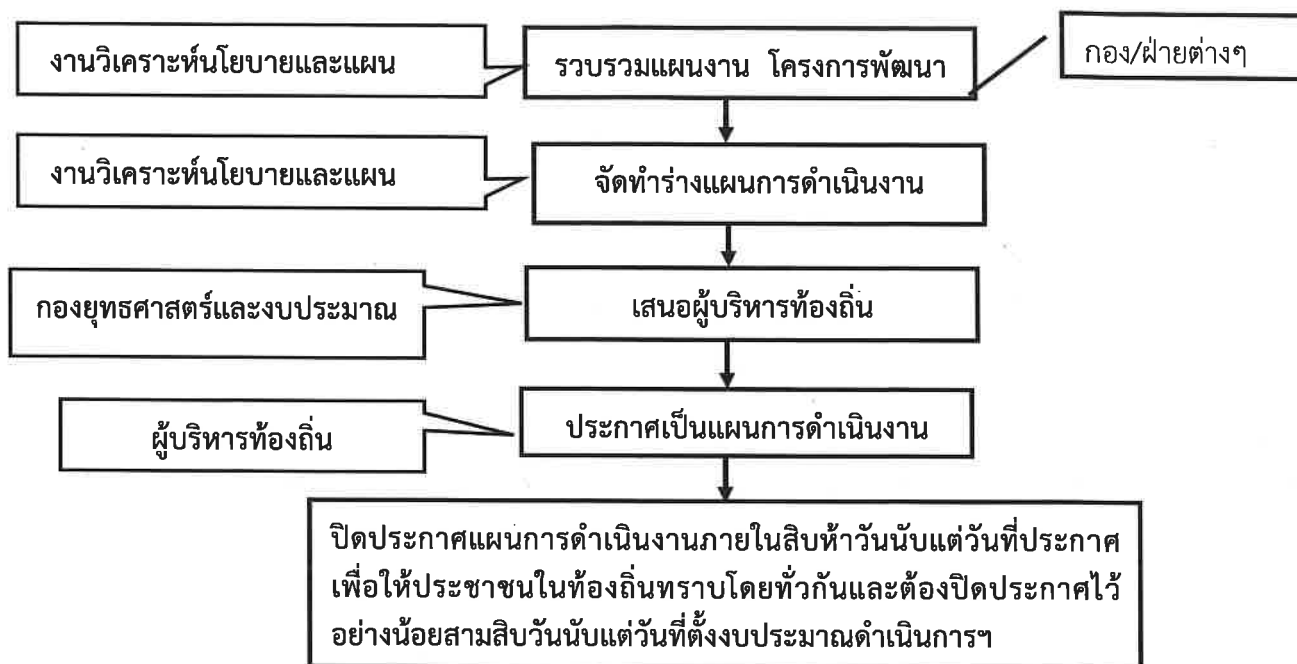 งานวิเคราะห์นโยบายและแผน
รวบรวมแผนงาน โครงการพัฒนา
กอง/ฝ่ายต่างๆ
งานวิเคราะห์นโยบายและแผน
จัดทำร่างแผนการดำเนินงาน
กองยุทธศาสตร์และงบประมาณ
เสนอผู้บริหารท้องถิ่น
ผู้บริหารท้องถิ่น
ประกาศเป็นแผนการดำเนินงาน
ปิดประกาศแผนการดำเนินงานภายในสิบห้าวันนับแต่วันที่ประกาศ
เพื่อให้ประชาชนในท้องถิ่นทราบโดยทั่วกันและต้องปิดประกาศไว้
อย่างน้อยสามสิบวันนับแต่วันที่ตั้งงบประมาณดำเนินการฯ